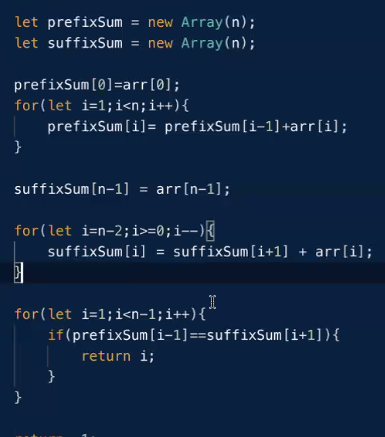 let prefixSum = new Array(n);
let suffixSum = new Array(n);
prefixSum[0]=arr[0];
for(let i=1;i<n;i++){
prefixSum[i]= prefixSum[i-1]+arr[i];
}
suffixSum[n-1] = arr[n-1];
for(let i=n-2;i>=0;i--){
suffixSum[i] = suffixSum[i+1] + arr[i];
}
for(let i=1;i<n-1;i++){
if(prefixSum[i-1]==suffixSum[i+1]){
return i;
}
}